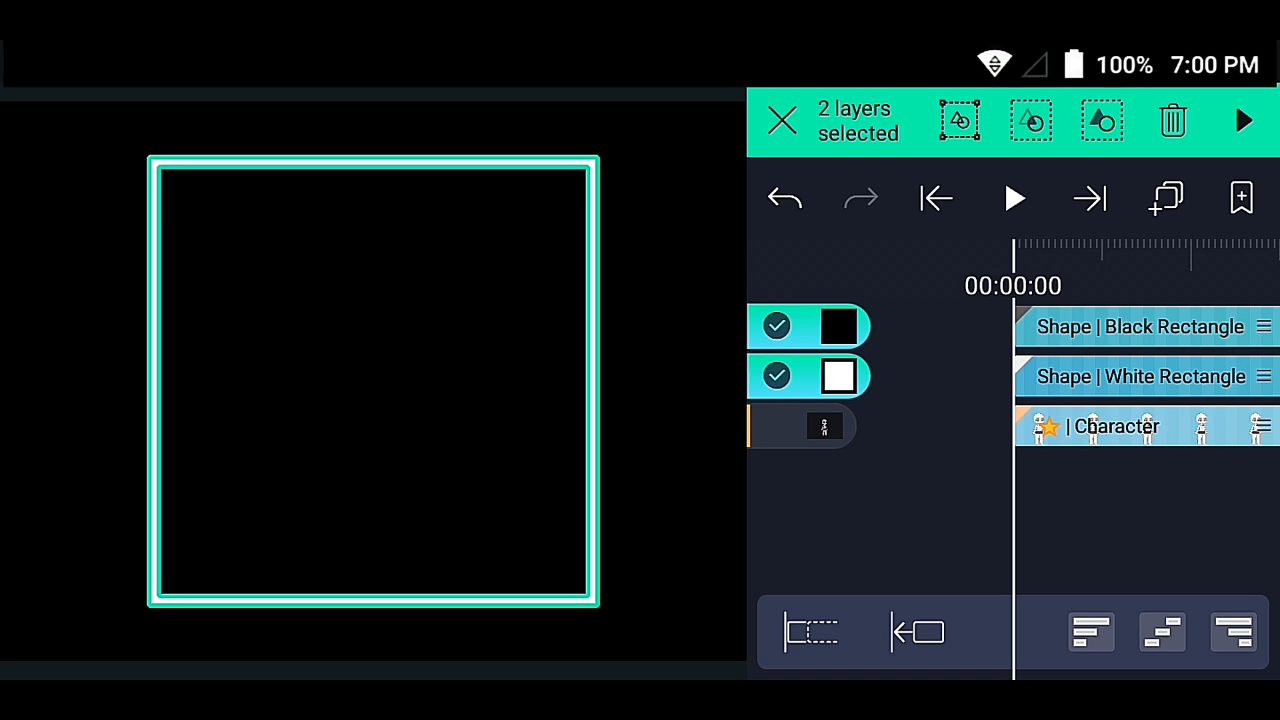 100% 7:00 PM
2 layers
selected
00:00:00
Shape | Black Rectangle
Shape | White Rectangle
| Character